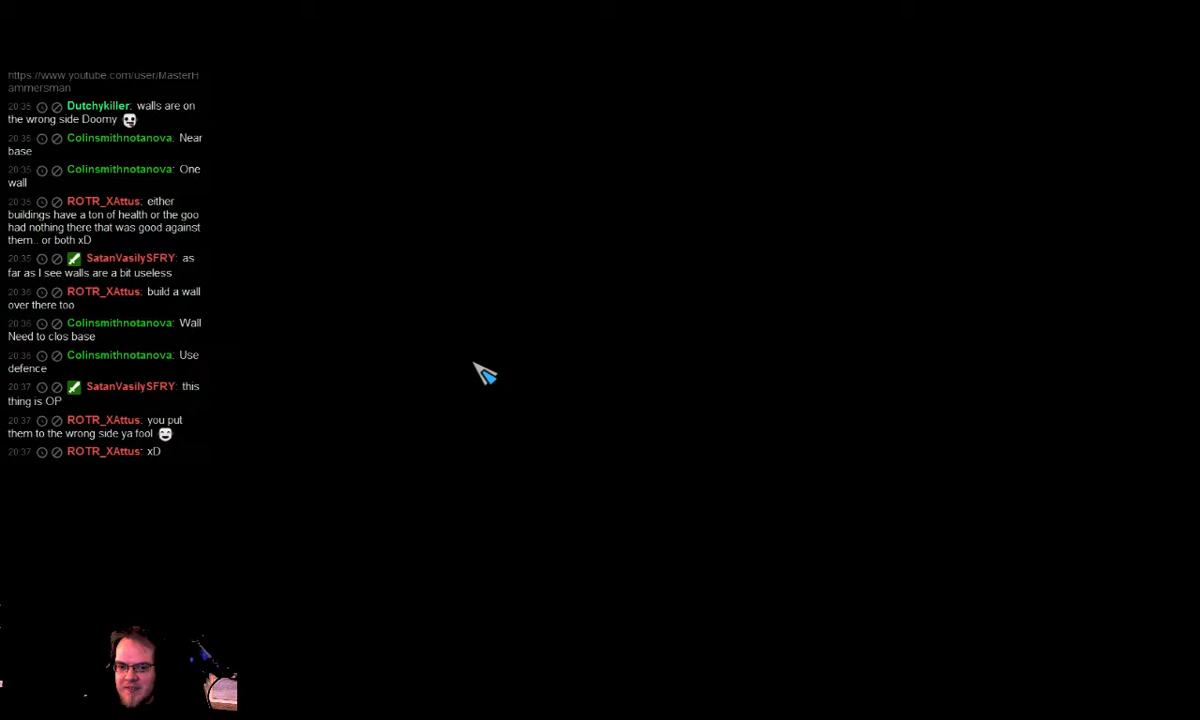 https://www.youtube.com/user/MasterH
ammersman
20:35 Dutchykiller: walls are on
the wrong side Doomy
20:35 Colinsmithnotanova: Near
base
20:35 Colinsmithnotanova: One
wall
20:35 ROTR_XAttus: either
buildings have a ton of health or the goo
had nothing there that was good against
them.. or both xD
20:35 SatanVasilySFRY: as
far as I see walls are a bit useless
20:36 ROTR_XAttus: build a wall
over there too
20:36 Colinsmithnotanova: Wall
Need to clos base
20:36 Colinsmithnotanova: Use
defence
20:37 SatanVasilySFRY: this
thing is OP
20:37 ROTR_XAttus: you put
them to the wrong side ya fool
20:37 ROTR_XAttus: xD